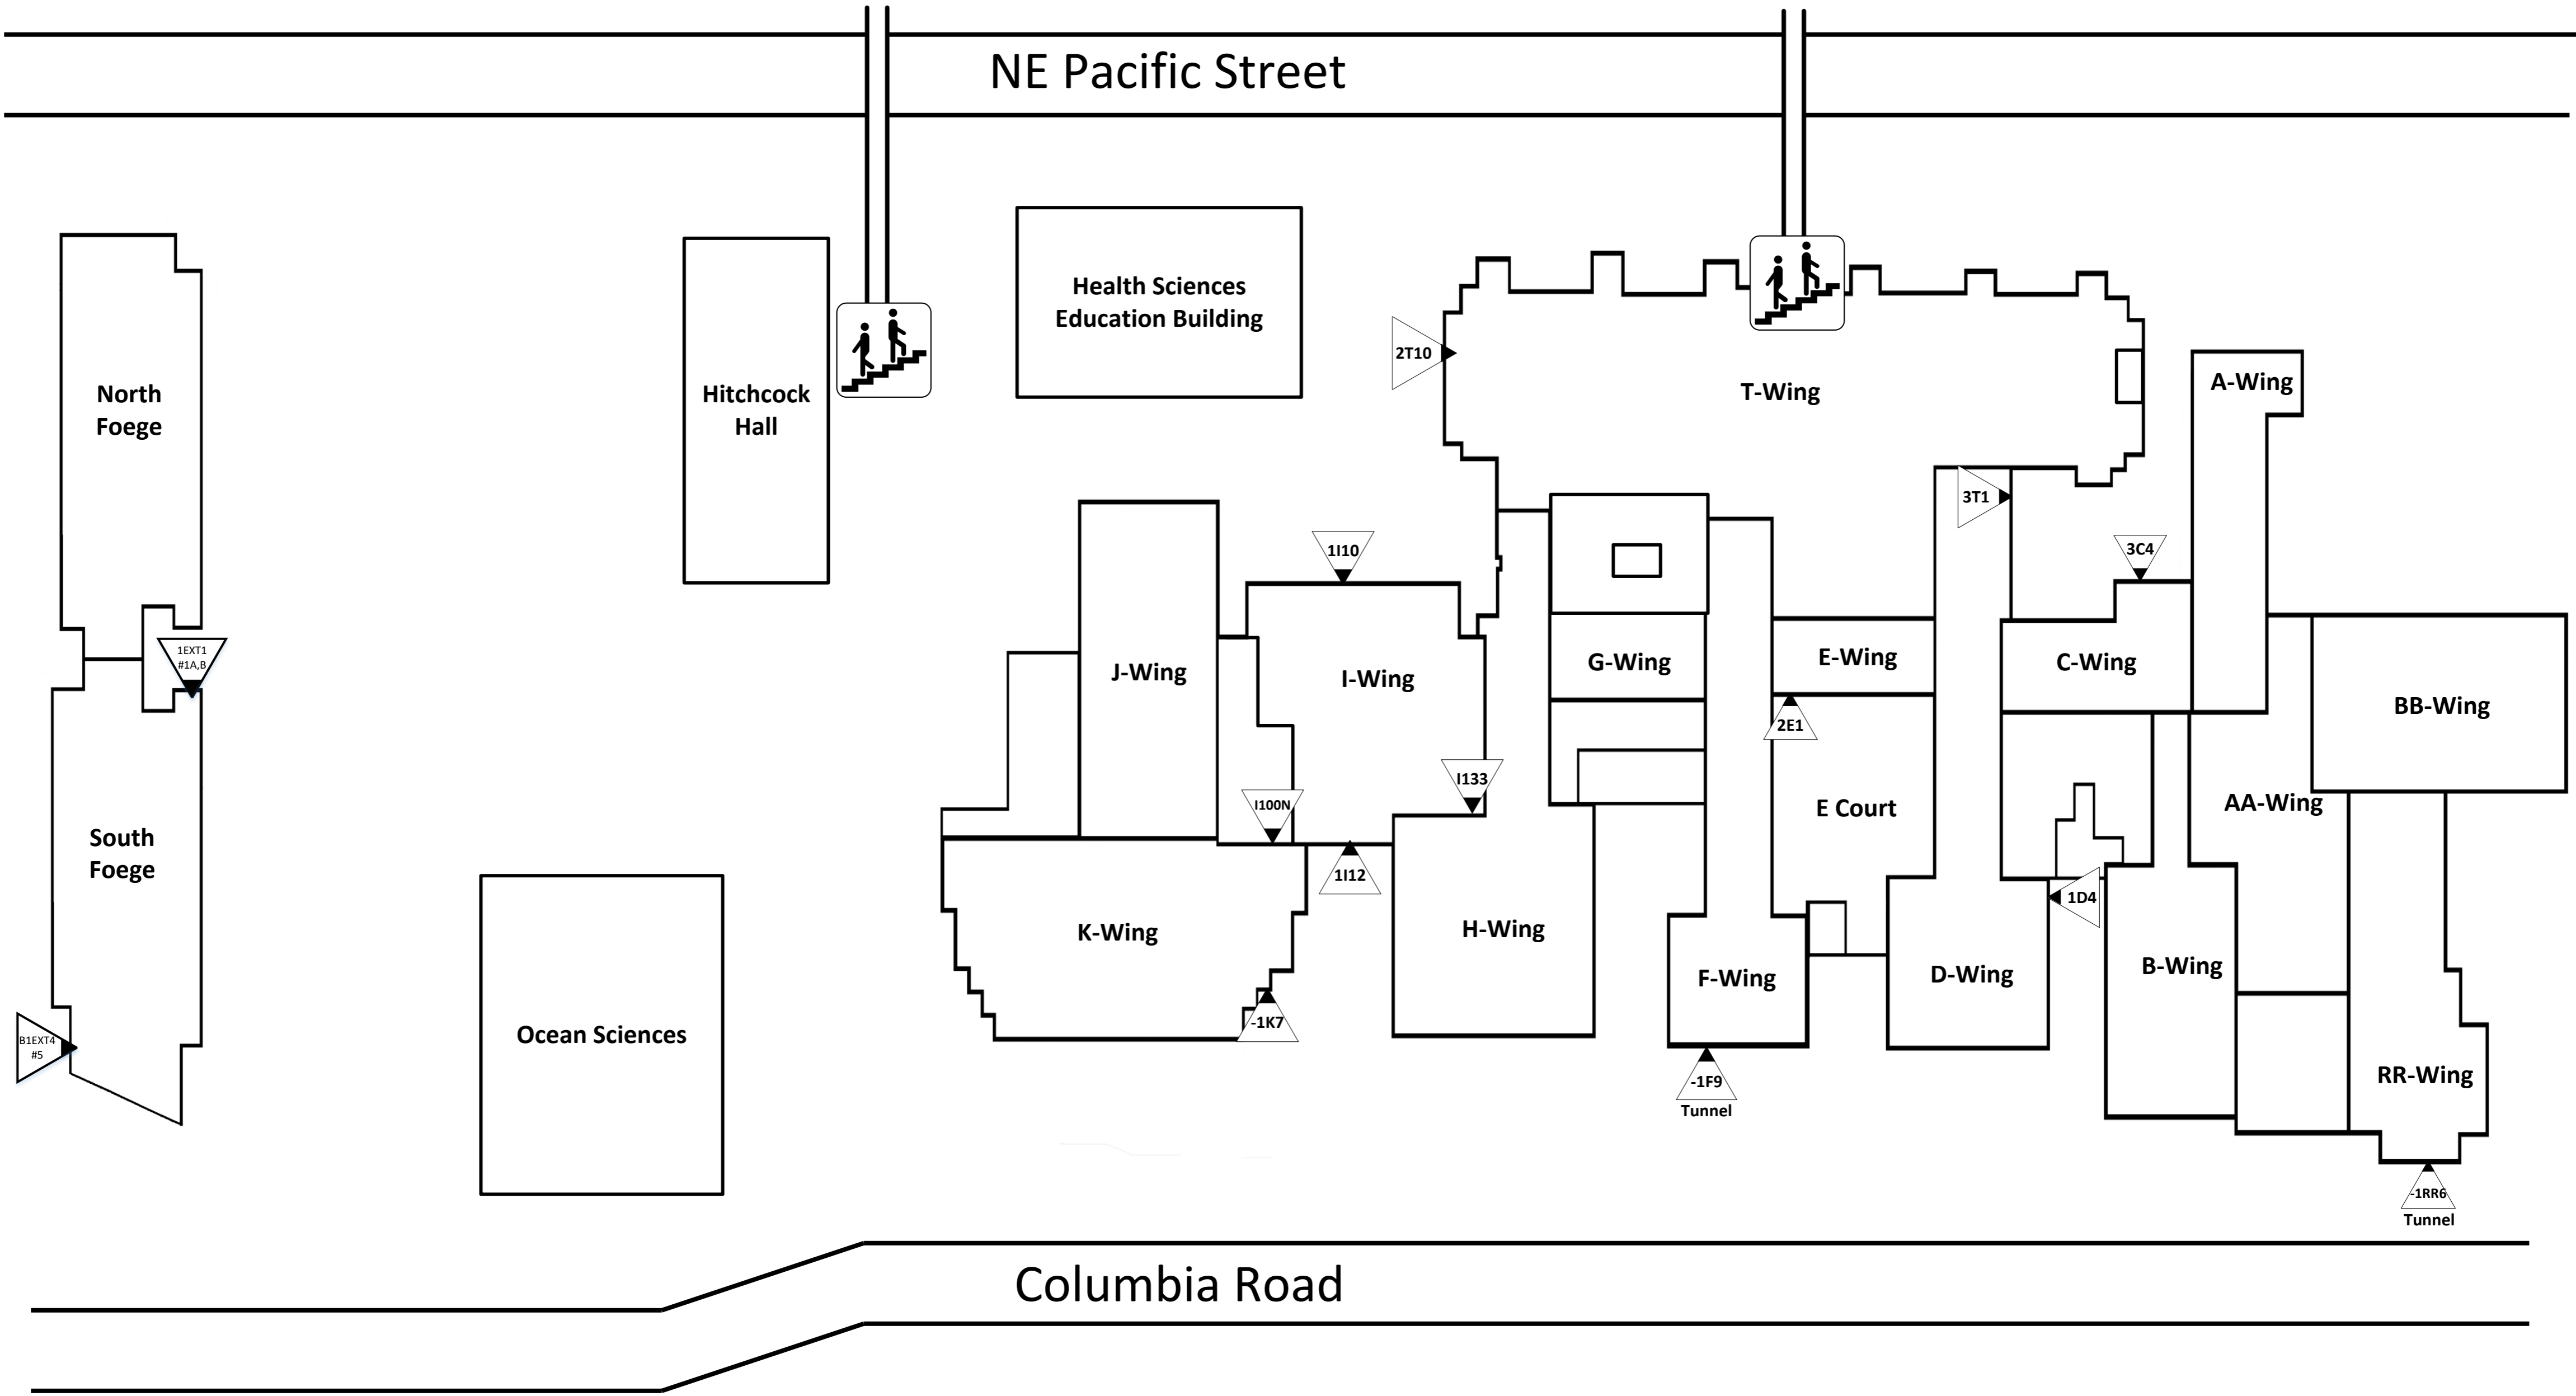 NE Pacific Street
Health Sciences
Education Building
2T10
T-Wing
A-Wing
North
Foege
Hitchcock
Hall
3T1
1I10
3C4
1EXT1
#1A,B
J-Wing
I-Wing
G-Wing
E-Wing
C-Wing
BB-Wing
2E1
I133
I100N
E Court
AA-Wing
South
Foege
1I12
1D4
K-Wing
H-Wing
F-Wing
D-Wing
B-Wing
-1K7
Ocean Sciences
B1EXT4
#5
-1F9
Tunnel
RR-Wing
-1RR6
Tunnel
Columbia Road